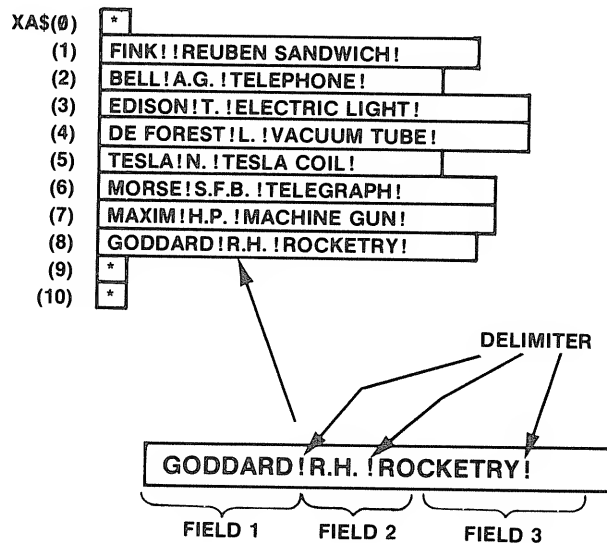 XA$(0) *
(1) FINK!!REUBEN SANDWICH!
(2) BELL!A.G.!TELEPHONE!
(3) EDISON!T.!ELECTRIC LIGHT!
(4) DE FOREST!L.!VACUUM TUBE!
(5) TESLA!N.!TESLA COIL!
(6) MORSE!S.F.B.!TELEGRAPH!
(7) MAXIM!H.P.!MACHINE GUN!
(8) GODDARD!R.H.!ROCKETRY!
(9) *
(10) *
DELIMITER
GODDARD!R.H.!ROCKETRY!
FIELD 1 FIELD 2 FIELD 3